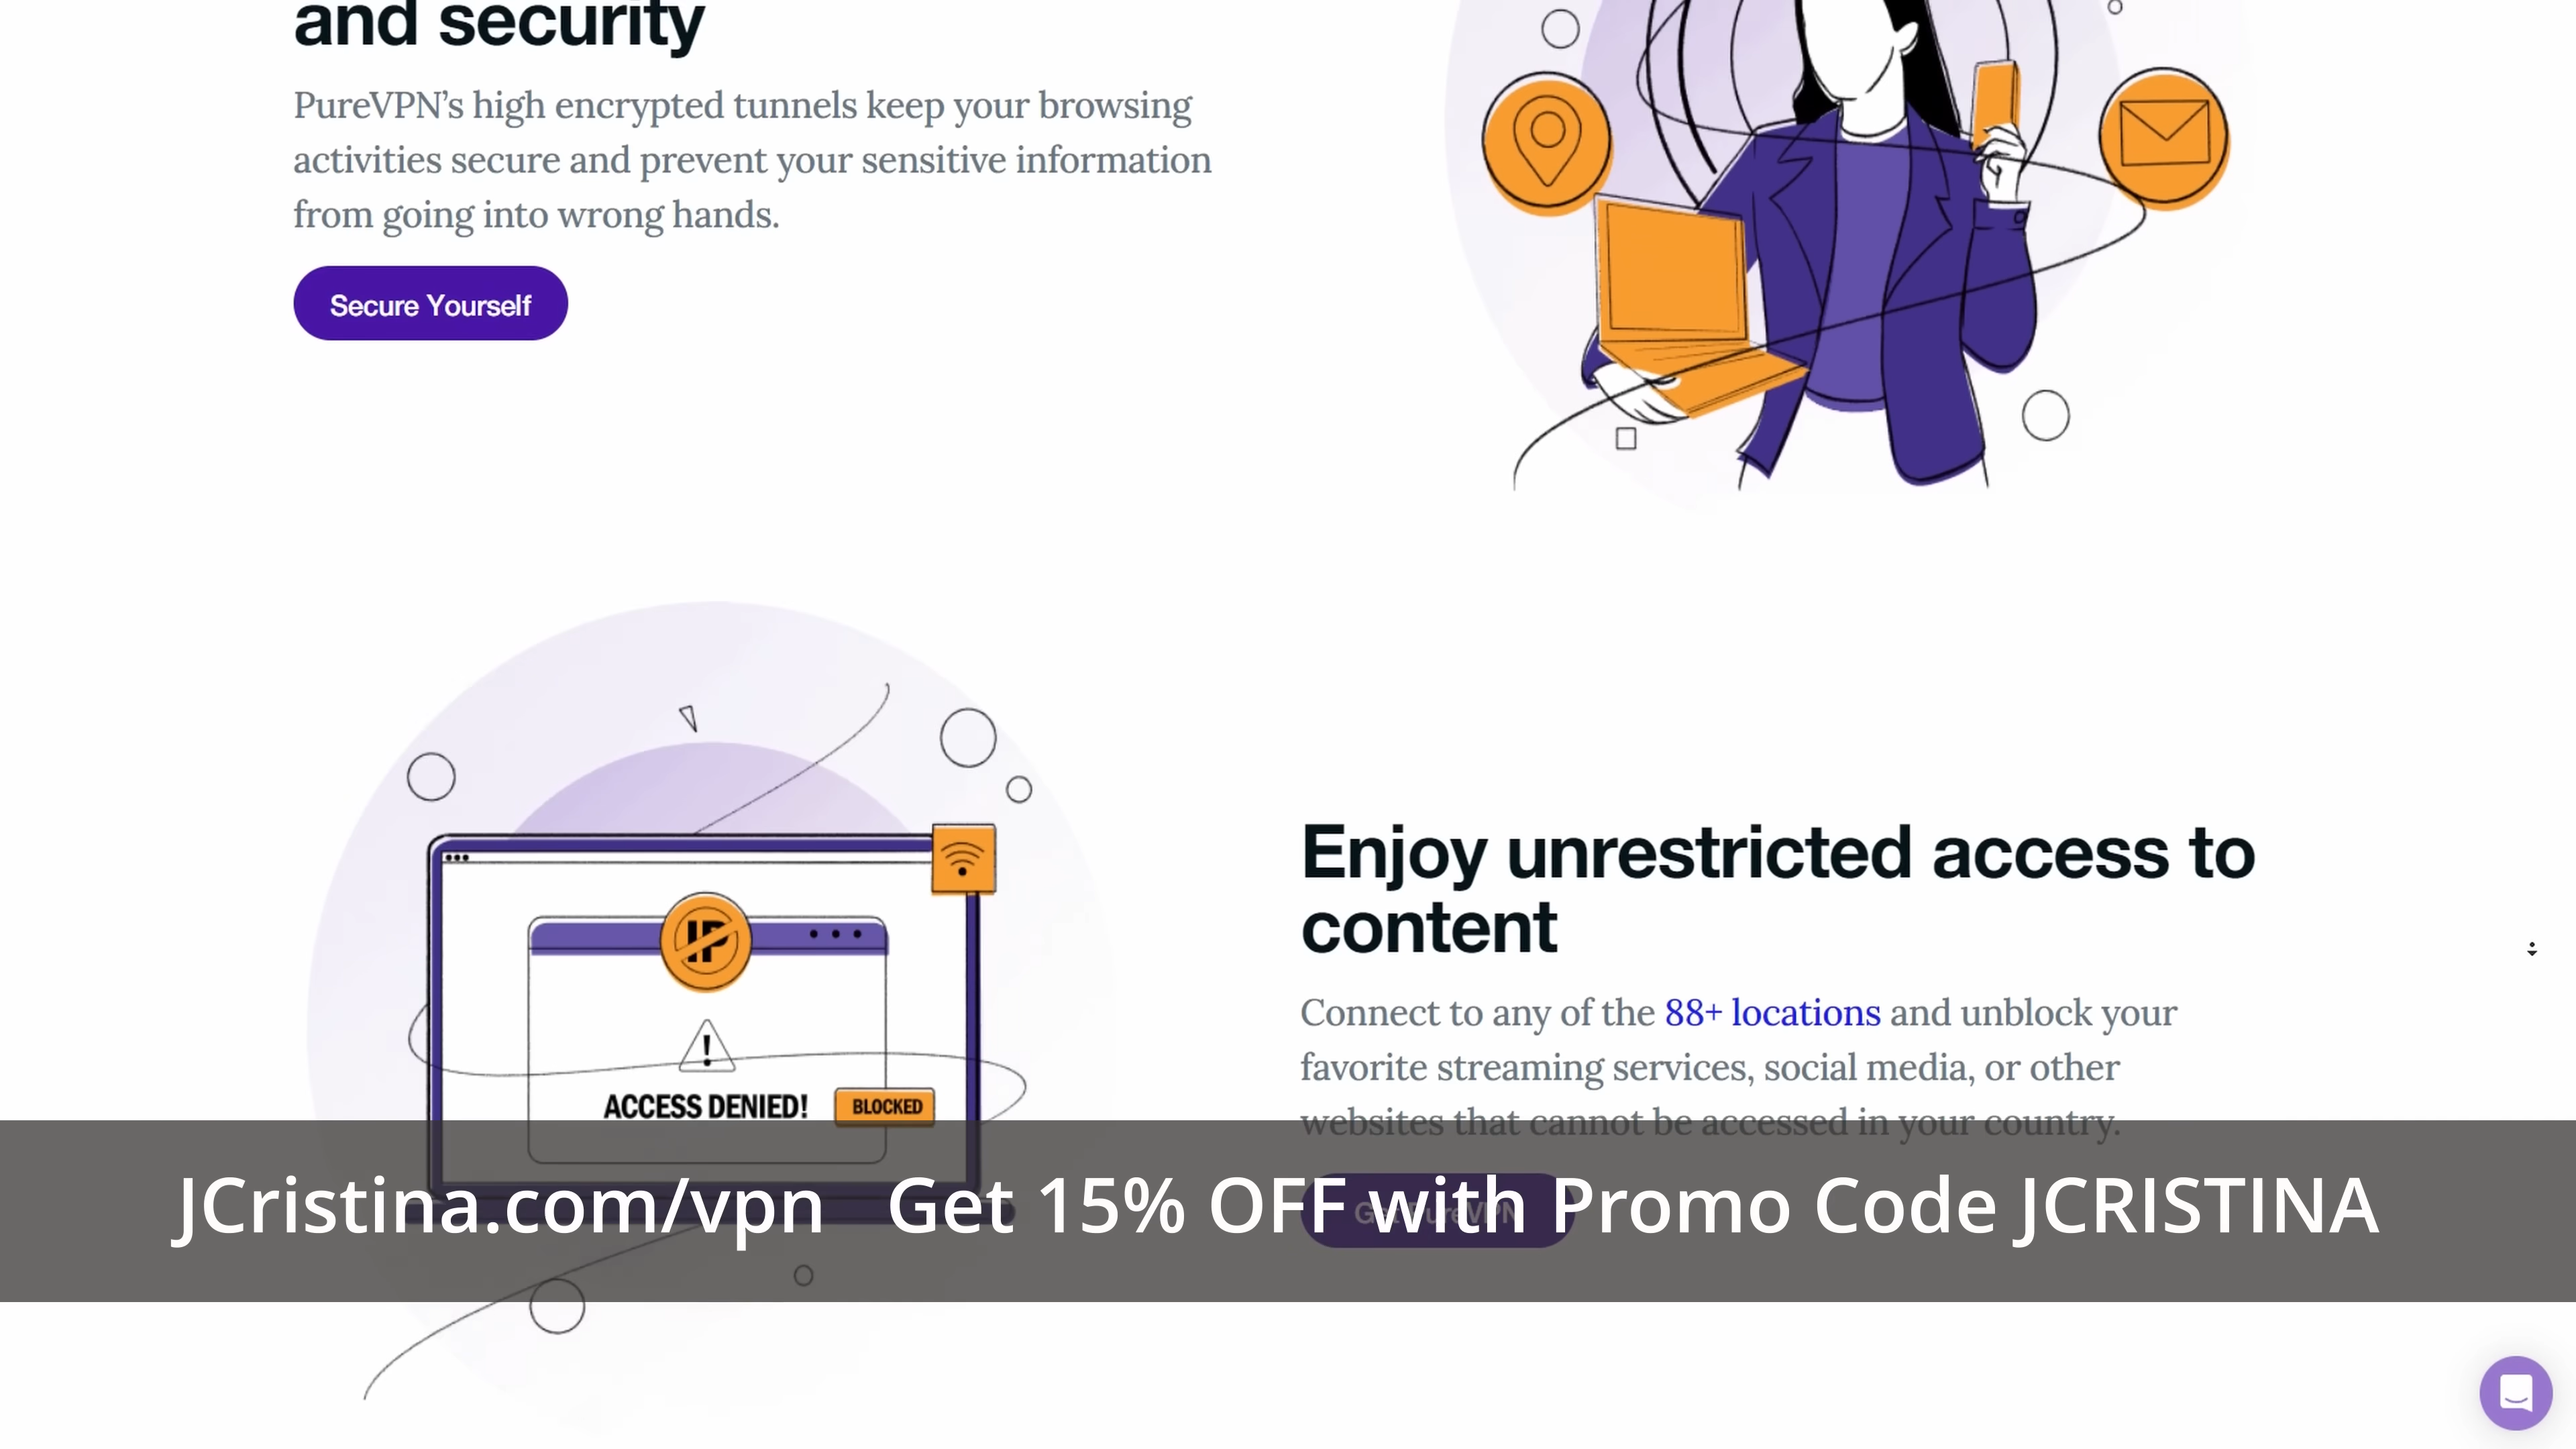 and security
PureVPN’s high encrypted tunnels keep your browsing
activities secure and prevent your sensitive information
from going into wrong hands.
Secure Yourself
IP
ACCESS DENIED!
BLOCKED
Enjoy unrestricted access to
content
Connect to any of the 88+ locations and unblock your
favorite streaming services, social media, or other
websites that cannot be accessed in your country.
Get PureVPN
JCristina.com/vpn Get 15% OFF with Promo Code JCRISTINA